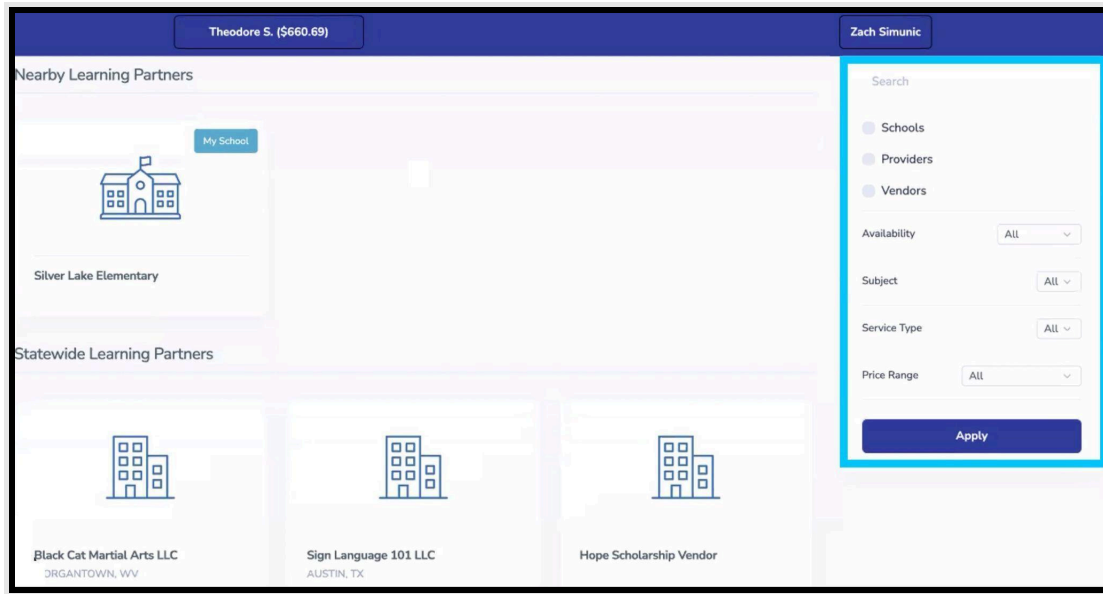 Theodore S. ($660.69)
Zach Simunic
Nearby Learning Partners
My School
Silver Lake Elementary
Statewide Learning Partners
Black Cat Martial Arts LLC
ORGANTOWN, WV
Sign Language 101 LLC
AUSTIN, TX
Hope Scholarship Vendor
Search
Schools
Providers
Vendors
Availability All
Subject All
Service Type All
Price Range All
Apply